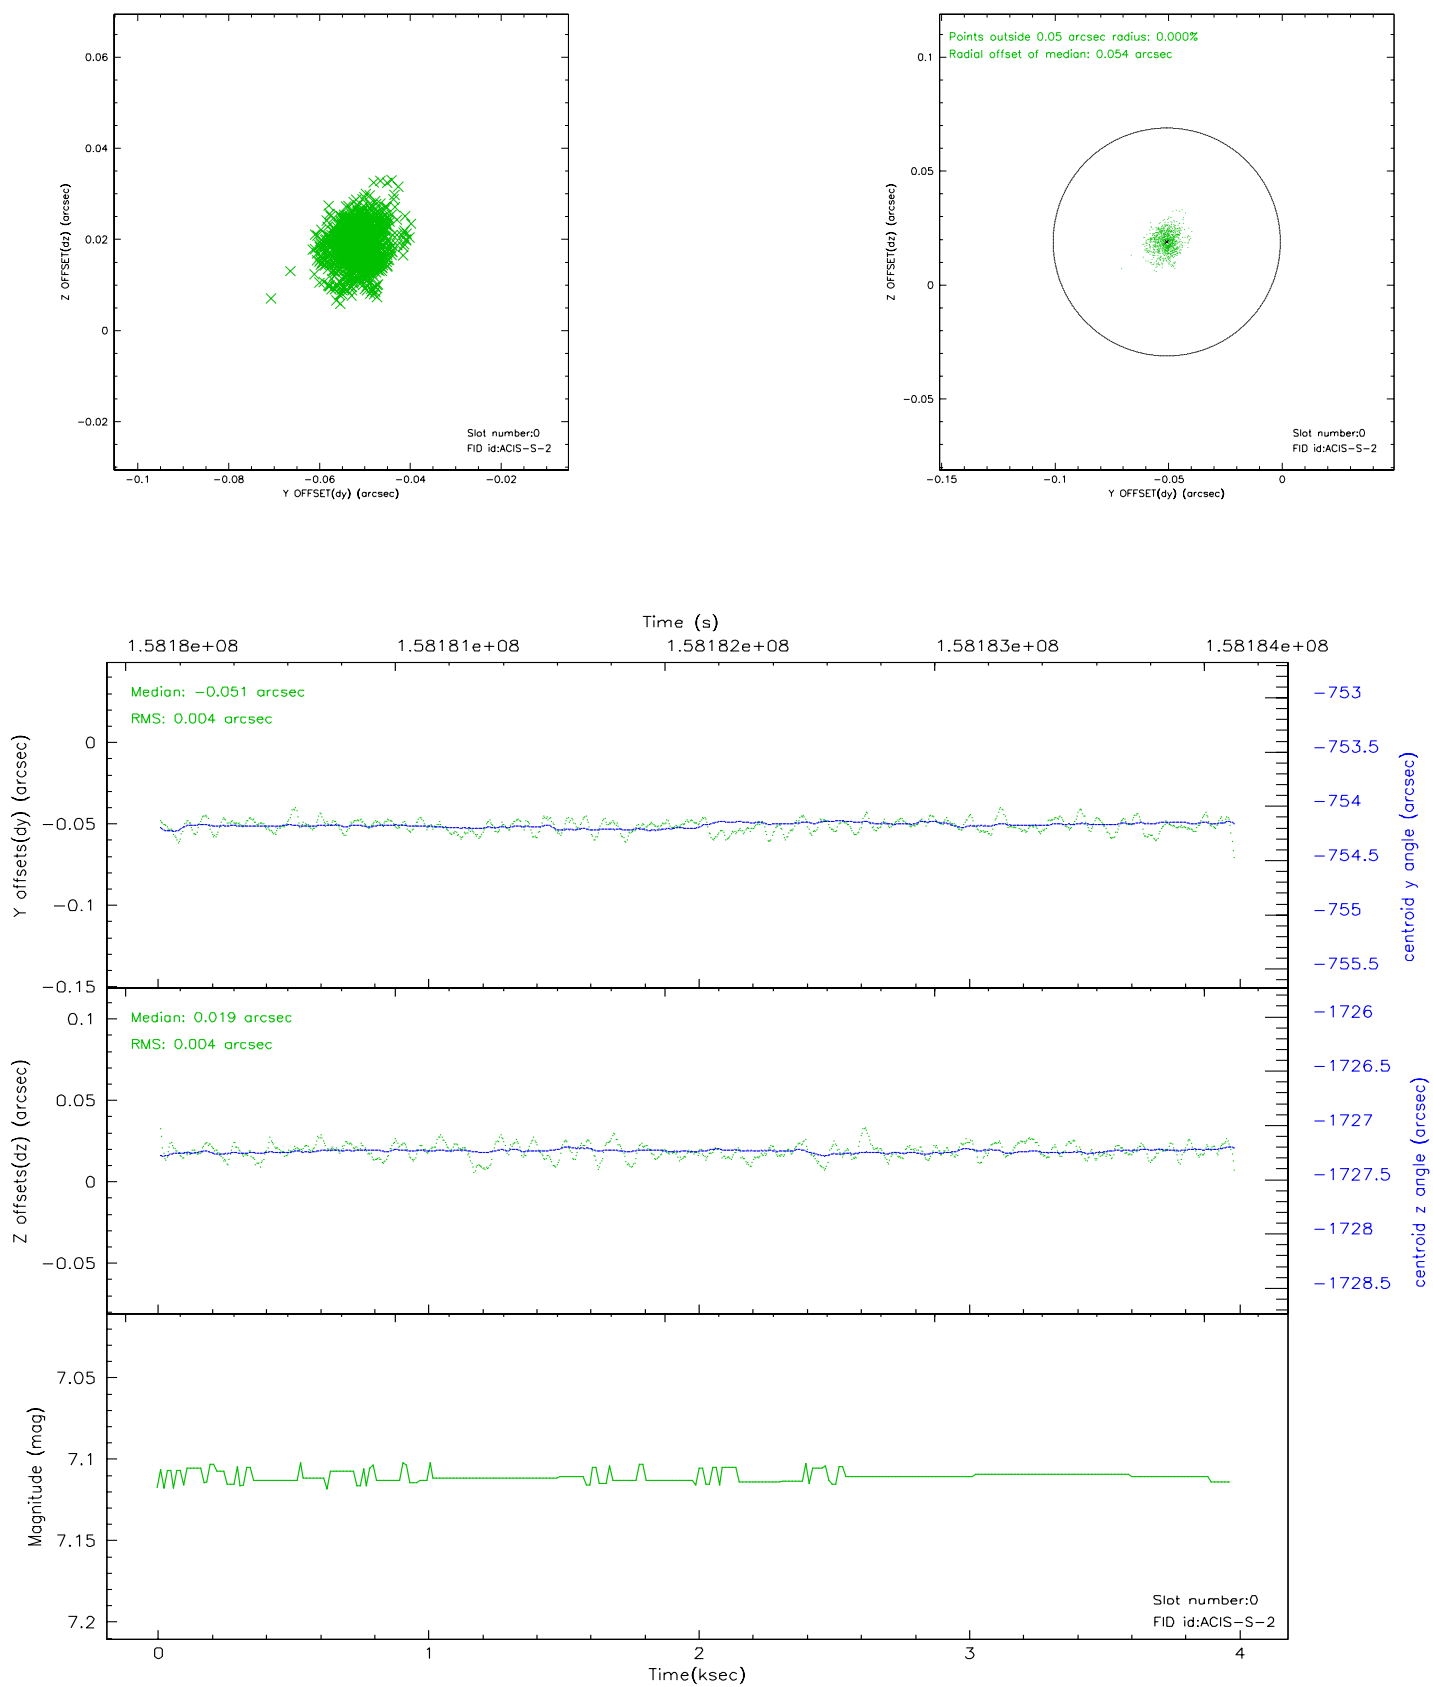 0.06
0.04
0.02
0
-0.02
Z OFFSET(dz) (arcsec)
Slot number:0
FID id:ACIS-S-2
-0.1 -0.08 -0.06 -0.04 -0.02
Y OFFSET(dy) (arcsec)
Points outside 0.05 arcsec radius: 0.000%
Radial offset of median: 0.054 arcsec
0.1
0.05
0
-0.05
Z OFFSET(dz) (arcsec)
Slot number:0
FID id:ACIS-S-2
-0.15 -0.1 -0.05 0
Y OFFSET(dy) (arcsec)
Time (s)
1.5818e+08 1.58181e+08 1.58182e+08 1.58183e+08 1.58184e+08
Median: -0.051 arcsec
RMS: 0.004 arcsec
0
-0.05
-0.1
-0.15
Y offsets(dy) (arcsec)
-753
-753.5
-754
-754.5
-755
-755.5
centroid y angle (arcsec)
Median: 0.019 arcsec
RMS: 0.004 arcsec
0.1
0.05
0
-0.05
Z offsets(dz) (arcsec)
-1726
-1726.5
-1727
-1727.5
-1728
-1728.5
centroid z angle (arcsec)
7.05
7.1
7.15
7.2
Magnitude (mag)
Slot number:0
FID id:ACIS-S-2
0 1 2 3 4
Time(ksec)